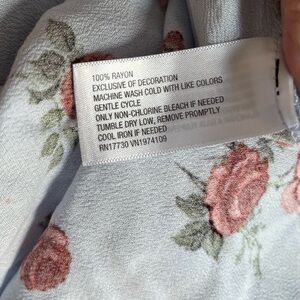 100% RAYON
EXCLUSIVE OF DECORATION
MACHINE WASH COLD WITH LIKE COLORS
GENTLE CYCLE
ONLY NON-CHLORINE BLEACH IF NEEDED
TUMBLE DRY LOW, REMOVE PROMPTLY
COOL IRON IF NEEDED
RN17730 VN1974109